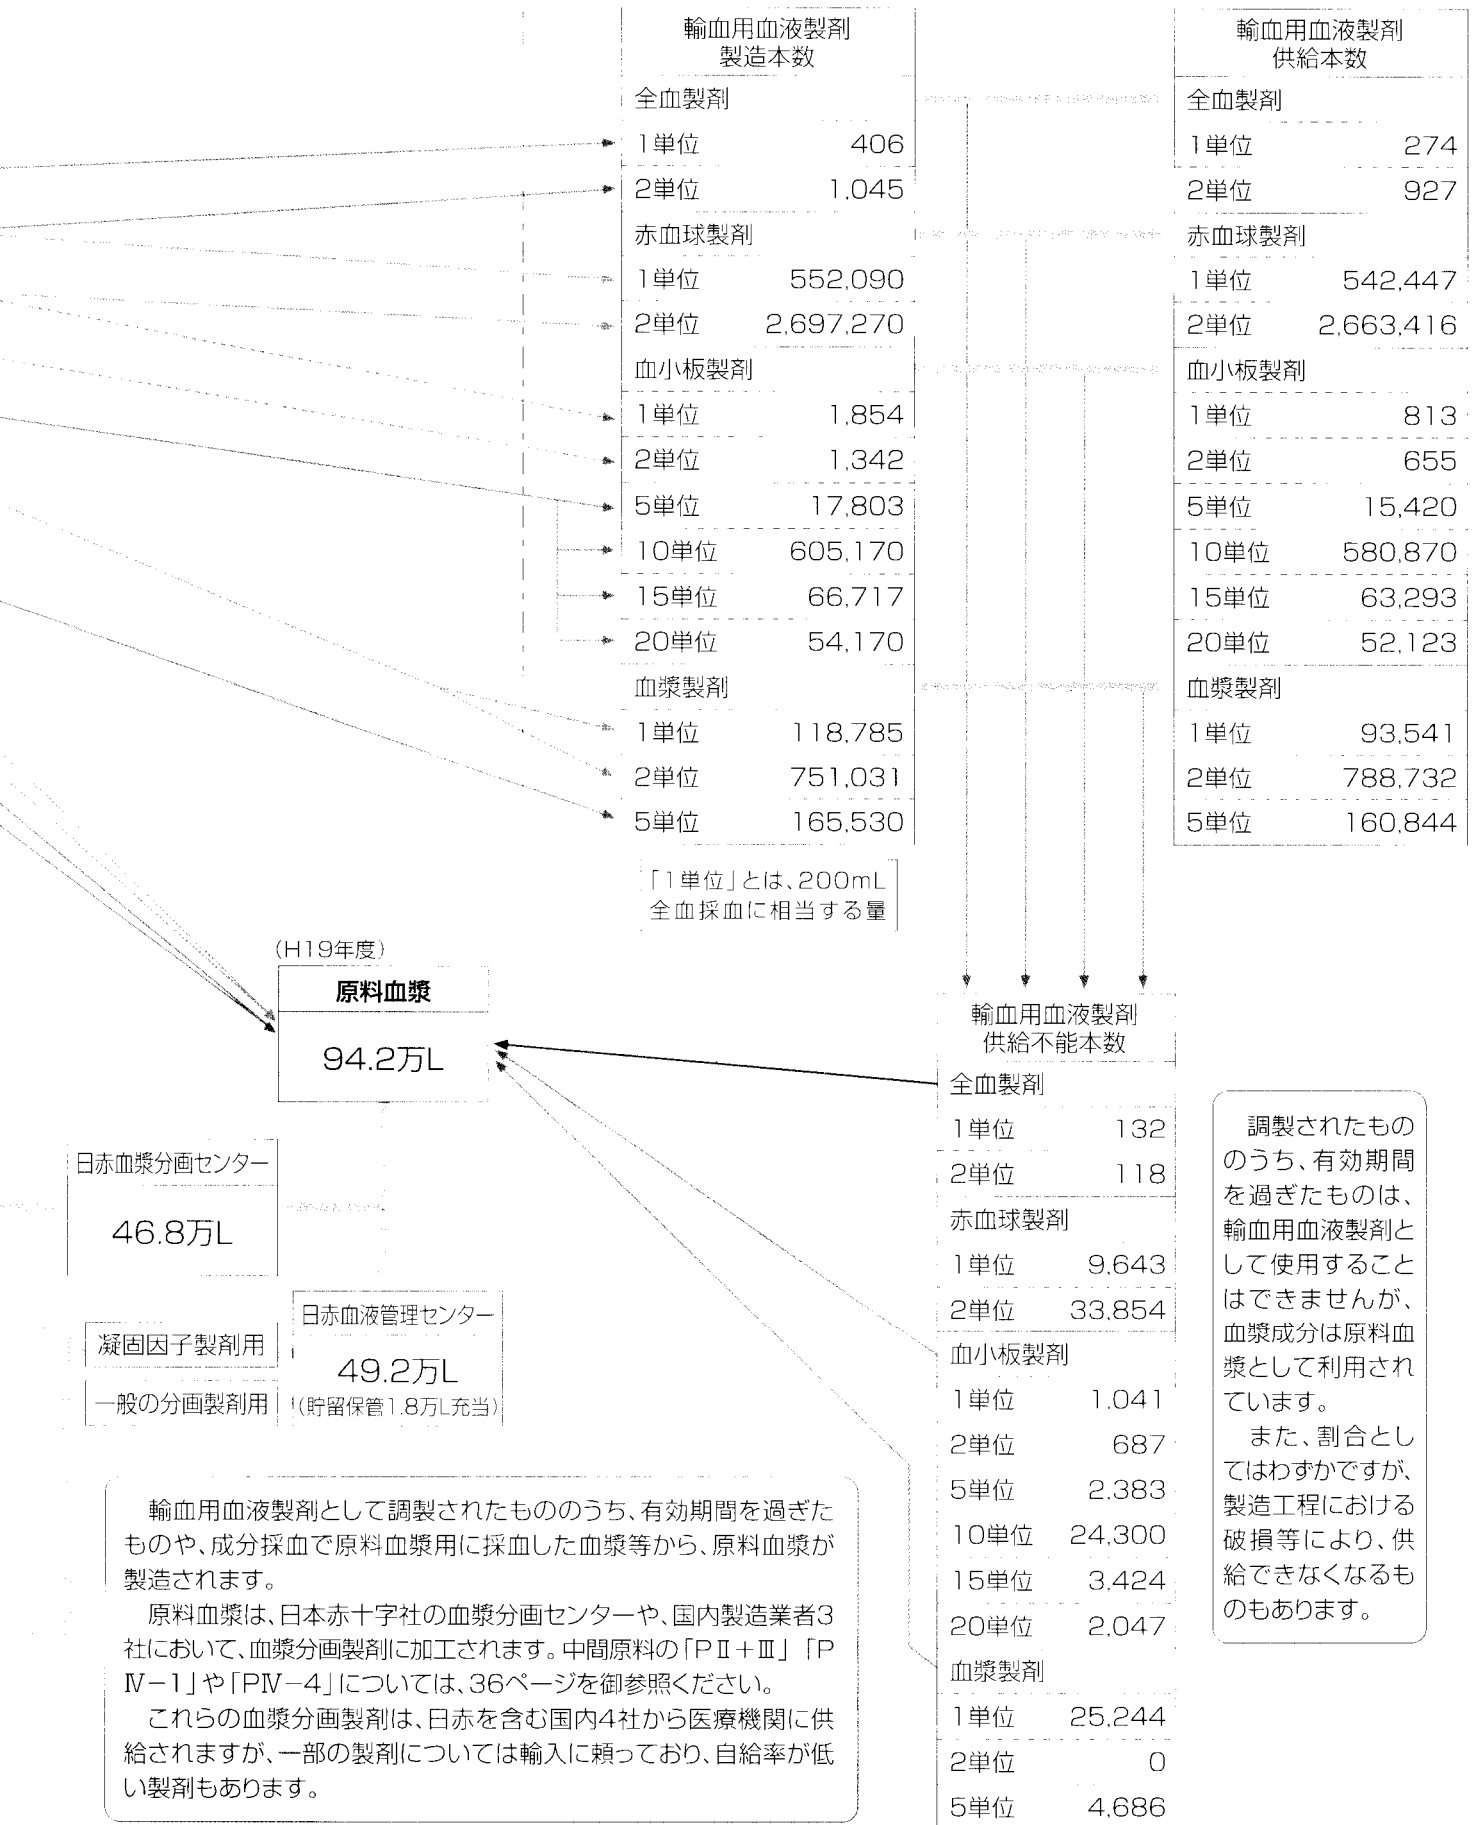 輸血用血液製剤
製造本数
全血製剤
1単位 406
2単位 1,045
赤血球製剤
1単位 552,090
2単位 2,697,270
血小板製剤
1単位 1,854
2単位 1,342
5単位 17,803
10単位 605,170
15単位 66,717
20単位 54,170
血漿製剤
1単位 118,785
2単位 751,031
5単位 165,530
「1単位」とは、200mL
全血採血に相当する量
輸血用血液製剤
供給本数
全血製剤
1単位 274
2単位 927
赤血球製剤
1単位 542,447
2単位 2,663,416
血小板製剤
1単位 813
2単位 655
5単位 15,420
10単位 580,870
15単位 63,293
20単位 52,123
血漿製剤
1単位 93,541
2単位 788,732
5単位 160,844
(H19年度)
原料血漿
94.2万L
日赤血漿分画センター
46.8万L
日赤血液管理センター
49.2万L
(貯留保管1.8万L充当)
凝固因子製剤用
一般の分画製剤用
輸血用血液製剤
供給不能本数
全血製剤
1単位 132
2単位 118
赤血球製剤
1単位 9,643
2単位 33,854
血小板製剤
1単位 1,041
2単位 687
5単位 2,383
10単位 24,300
15単位 3,424
20単位 2,047
血漿製剤
1単位 25,244
2単位 0
5単位 4,686
調製されたもの
のうち、有効期間
を過ぎたものは、
輸血用血液製剤と
して使用すること
はできませんが、
血漿成分は原料血
漿として利用され
ています。
また、割合とし
てはわずかですが、
製造工程における
破損等により、供
給できなくなるも
のもあります。
輸血用血液製剤として調製されたもののうち、有効期間を過ぎた
ものや、成分採血で原料血漿用に採血した血漿等から、原料血漿が
製造されます。
原料血漿は、日本赤十字社の血漿分画センターや、国内製造業者3
社において、血漿分画製剤に加工されます。中間原料の「PⅡ+Ⅲ」「P
Ⅳ−1」や「PⅣ−4」については、36ページを御参照ください。
これらの血漿分画製剤は、日赤を含む国内4社から医療機関に供
給されますが、一部の製剤については輸入に頼っており、自給率が低
い製剤もあります。